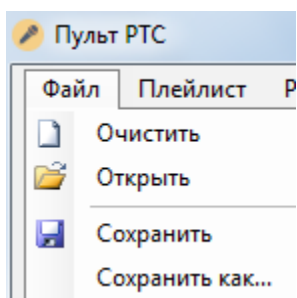 Пульт РТС
Файл Плейлист
Очистить
Открыть
Сохранить
Сохранить как...